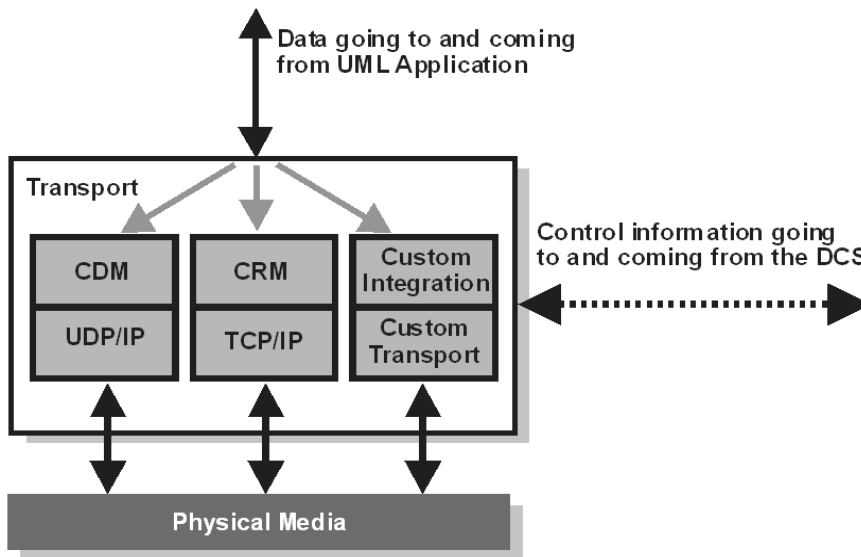 Data going to and coming
from UML Application
Transport
CDM
UDP/IP
CRM
TCP/IP
Custom
Integration
Custom
Transport
Control information going
to and coming from the DCS
Physical Media